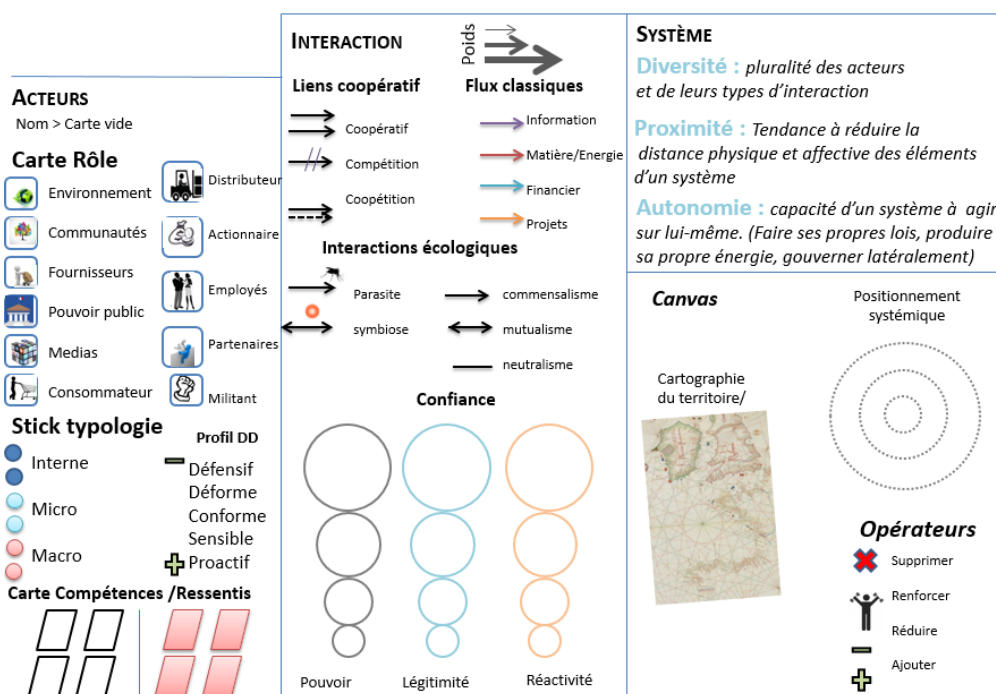 ACTEURS
Nom > Carte vide
Carte Rôle
Environnement
Communautés
Fournisseurs
Pouvoir public
Medias
Consommateur
Distributeur
Actionnaire
Employés
Partenaires
Militant
Stick typologie
Interne
Micro
Macro
Profil DD
Défensif
Déforme
Conforme
Sensible
Proactif
Carte Compétences /Ressentis
INTERACTION
Poids
Liens coopératif
Coopératif
Compétition
Coopétition
Flux classiques
Information
Matière/Energie
Financier
Projets
Interactions écologiques
Parasite
symbiose
commensalisme
mutualisme
neutralisme
Confiance
Pouvoir
Légitimité
Réactivité
SYSTÈME
Diversité : pluralité des acteurs
et de leurs types d’interaction
Proximité : Tendance à réduire la
distance physique et affective des éléments
d’un système
Autonomie : capacité d’un système à agir
sur lui-même. (Faire ses propres lois, produire
sa propre énergie, gouverner latéralement)
Canvas
Cartographie
du territoire/
Positionnement
systémique
Opérateurs
Supprimer
Renforcer
Réduire
Ajouter